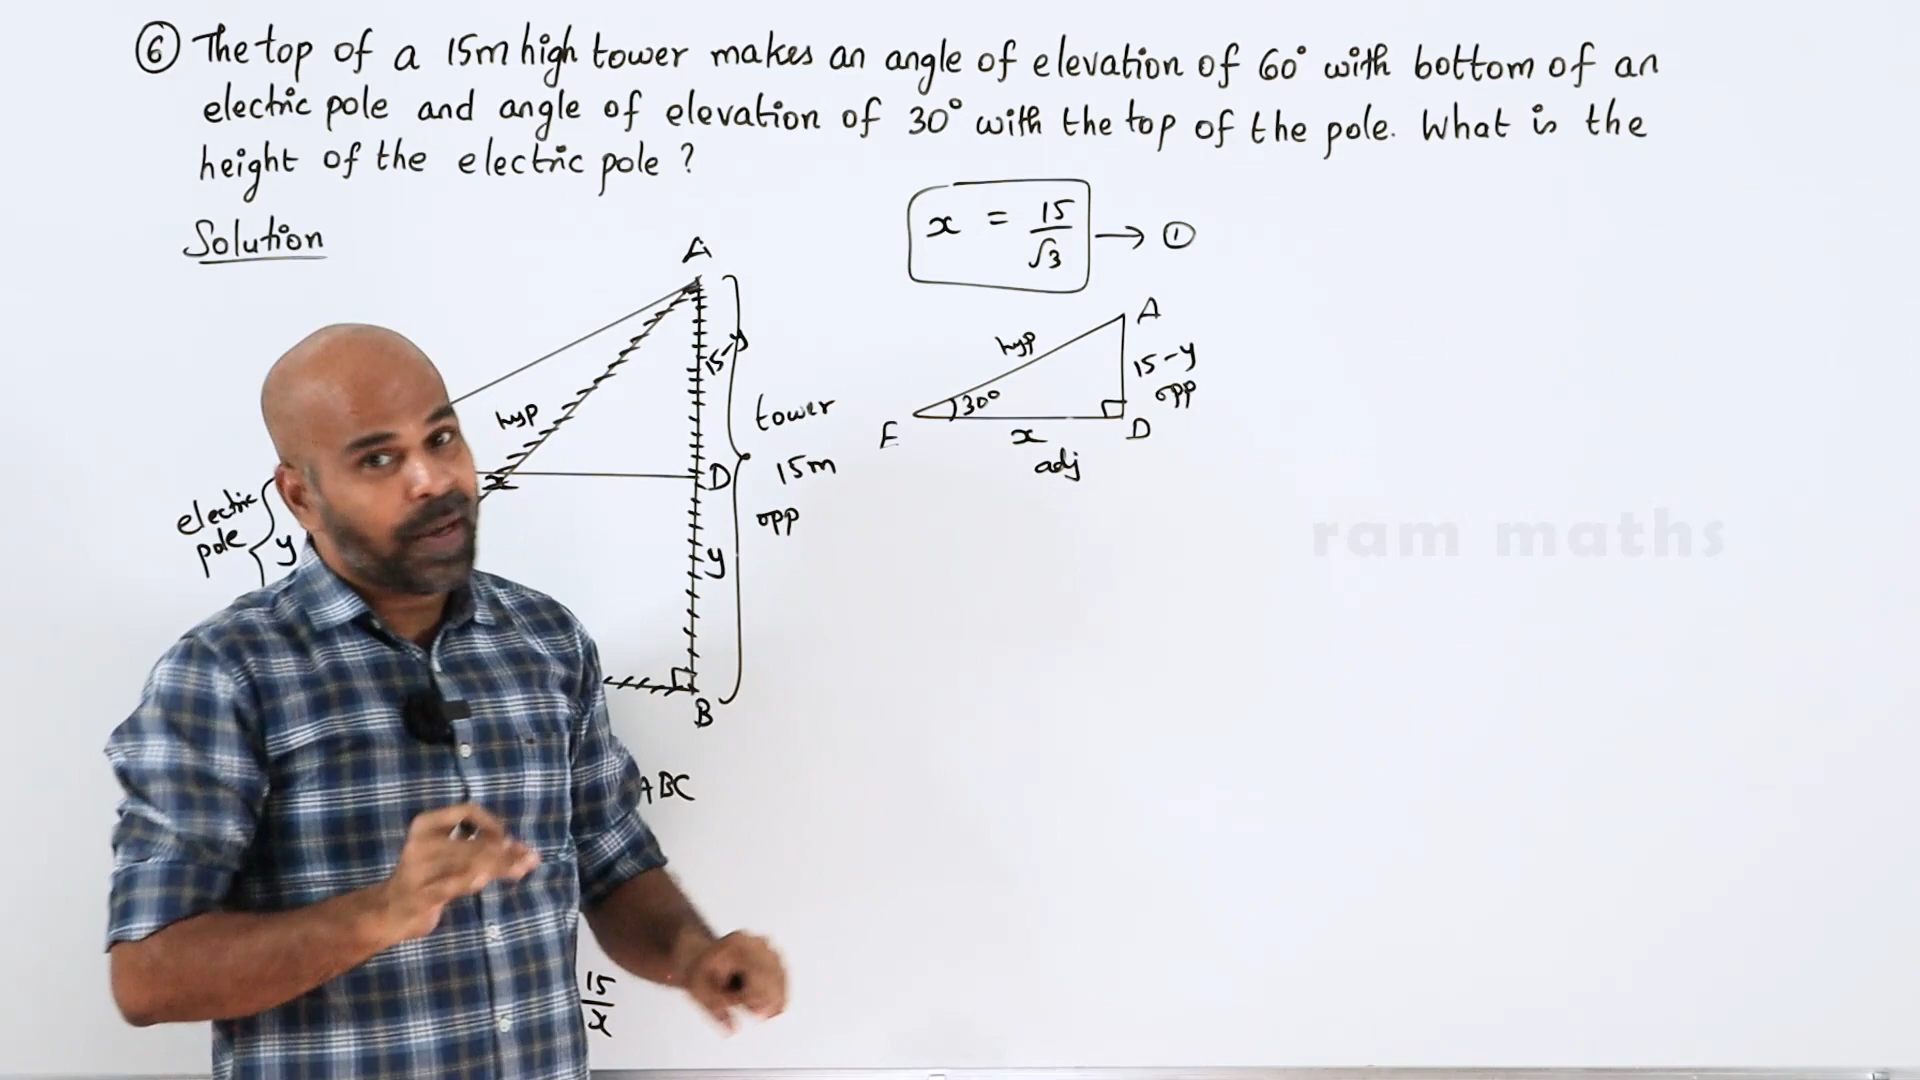 ⑥ The top of a 15m high tower makes an angle of elevation of 60° with bottom of an
electric pole and angle of elevation of 30° with the top of the pole. What is the
height of the electric pole ?
Solution
x = 15/√3 → ①
A
15-y
hyp
tower
15m
opp
x
D
electric
pole
y
y
B
ABC
15/x
A
hyp
15-y
opp
30°
E
x
D
adj
ram maths